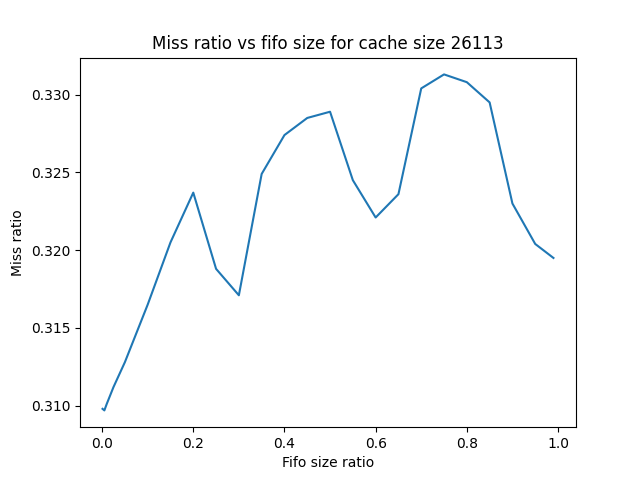 Miss ratio vs fifo size for cache size 26113
0.330
0.325
0.320
0.315
0.310
Miss ratio
0.0 0.2 0.4 0.6 0.8 1.0
Fifo size ratio